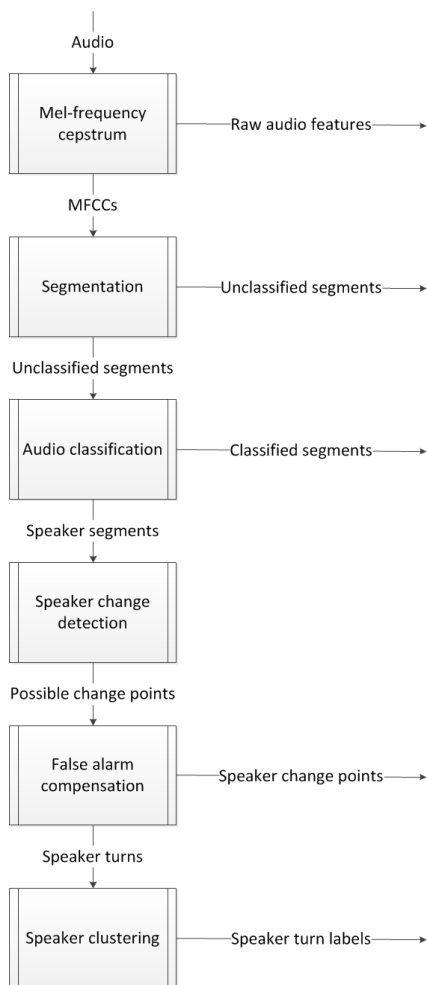 Audio
Mel-frequency
cepstrum
Raw audio features
MFCCs
Segmentation
Unclassified segments
Unclassified segments
Audio classification
Classified segments
Speaker segments
Speaker change
detection
Possible change points
False alarm
compensation
Speaker change points
Speaker turns
Speaker clustering
Speaker turn labels